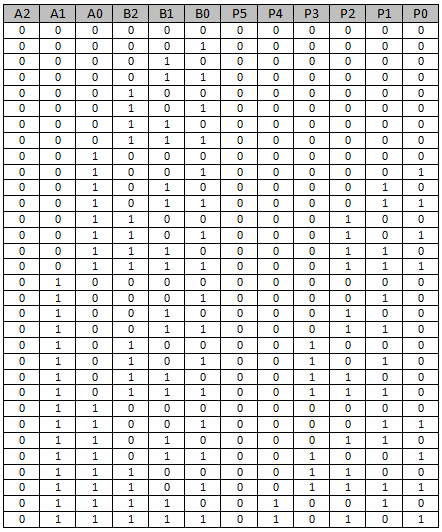 A2 A1 A0 B2 B1 B0 P5 P4 P3 P2 P1 P0
0 0 0 0 0 0 0 0 0 0 0 0
0 0 0 0 0 1 0 0 0 0 0 0
0 0 0 0 1 0 0 0 0 0 0 0
0 0 0 0 1 1 0 0 0 0 0 0
0 0 0 1 0 0 0 0 0 0 0 0
0 0 0 1 0 1 0 0 0 0 0 0
0 0 0 1 1 0 0 0 0 0 0 0
0 0 0 1 1 1 0 0 0 0 0 0
0 0 1 0 0 0 0 0 0 0 0 0
0 0 1 0 0 1 0 0 0 0 0 1
0 0 1 0 1 0 0 0 0 0 1 0
0 0 1 0 1 1 0 0 0 0 1 1
0 0 1 1 0 0 0 0 0 1 0 0
0 0 1 1 0 1 0 0 0 1 0 1
0 0 1 1 1 0 0 0 0 1 1 0
0 0 1 1 1 1 0 0 0 1 1 1
0 1 0 0 0 0 0 0 0 0 0 0
0 1 0 0 0 1 0 0 0 0 1 0
0 1 0 0 1 0 0 0 0 1 0 0
0 1 0 0 1 1 0 0 0 1 1 0
0 1 0 1 0 0 0 0 1 0 0 0
0 1 0 1 0 1 0 0 1 0 1 0
0 1 0 1 1 0 0 0 1 1 0 0
0 1 0 1 1 1 0 0 1 1 1 0
0 1 1 0 0 0 0 0 0 0 0 0
0 1 1 0 0 1 0 0 0 0 1 1
0 1 1 0 1 0 0 0 0 1 1 0
0 1 1 0 1 1 0 0 1 0 0 1
0 1 1 1 0 0 0 0 1 1 0 0
0 1 1 1 0 1 0 0 1 1 1 1
0 1 1 1 1 0 0 1 0 0 1 0
0 1 1 1 1 1 0 1 0 1 0 1